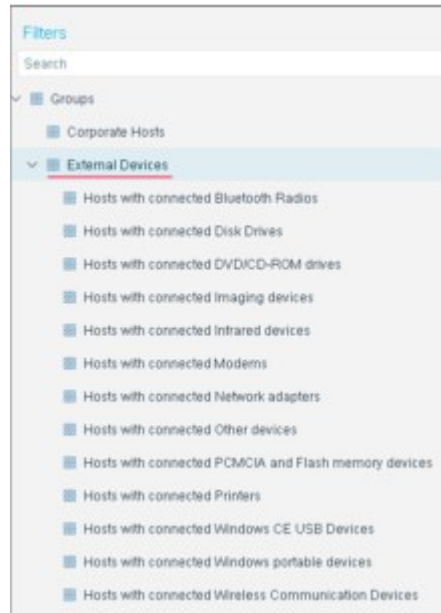 Filters
Search
Groups
Corporate Hosts
External Devices
Hosts with connected Bluetooth Radios
Hosts with connected Disk Drives
Hosts with connected DVD/CD-ROM drives
Hosts with connected Imaging devices
Hosts with connected Infrared devices
Hosts with connected Modems
Hosts with connected Network adapters
Hosts with connected Other devices
Hosts with connected PCMCIA and Flash memory devices
Hosts with connected Printers
Hosts with connected Windows CE USB Devices
Hosts with connected Windows portable devices
Hosts with connected Wireless Communication Devices